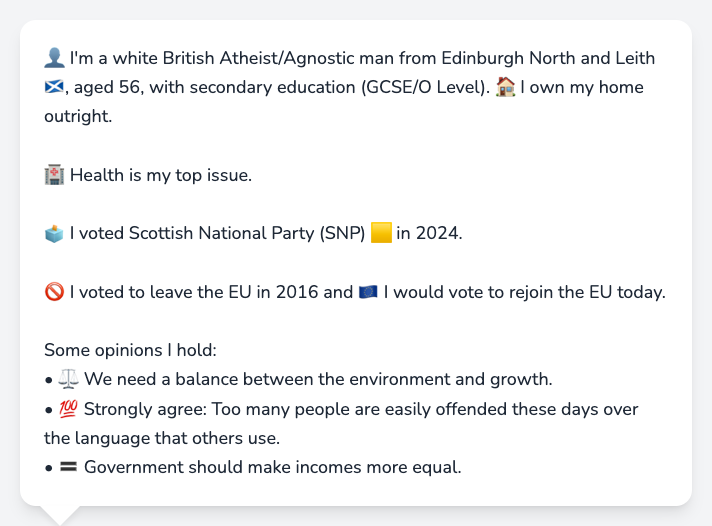 👤 I'm a white British Atheist/Agnostic man from Edinburgh North and Leith
🏴󠁧󠁢󠁳󠁣󠁴󠁿, aged 56, with secondary education (GCSE/O Level). 🏠 I own my home
outright.
🏥 Health is my top issue.
🗳️ I voted Scottish National Party (SNP) 🟨 in 2024.
🚫 I voted to leave the EU in 2016 and 🇪🇺 I would vote to rejoin the EU today.
Some opinions I hold:
• ⚖️ We need a balance between the environment and growth.
• 💯 Strongly agree: Too many people are easily offended these days over
the language that others use.
• 🟰 Government should make incomes more equal.